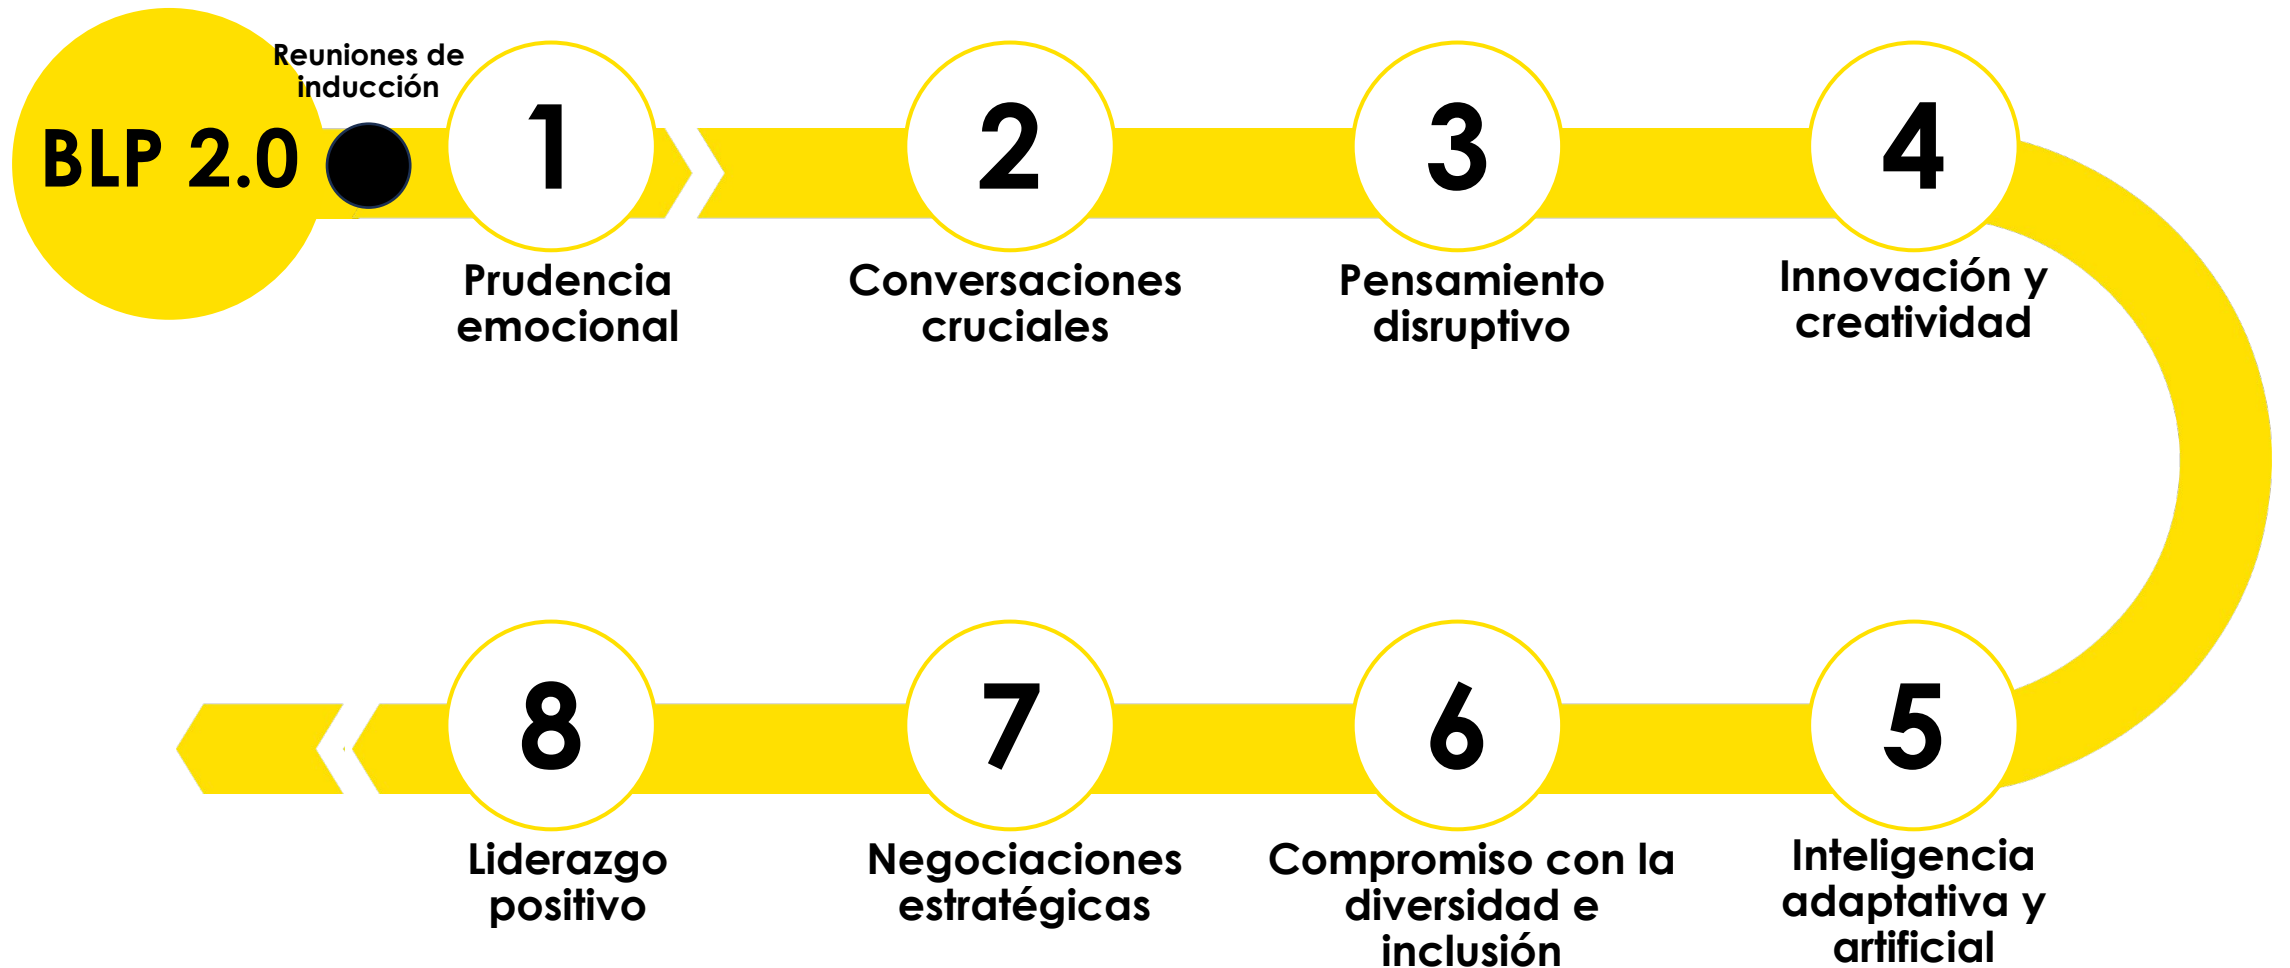 BLP 2.0
Reuniones de
inducción
1
Prudencia
emocional
2
Conversaciones
cruciales
3
Pensamiento
disruptivo
4
Innovación y
creatividad
5
Inteligencia
adaptativa y
artificial
6
Compromiso con la
diversidad e
inclusión
7
Negociaciones
estratégicas
8
Liderazgo
positivo